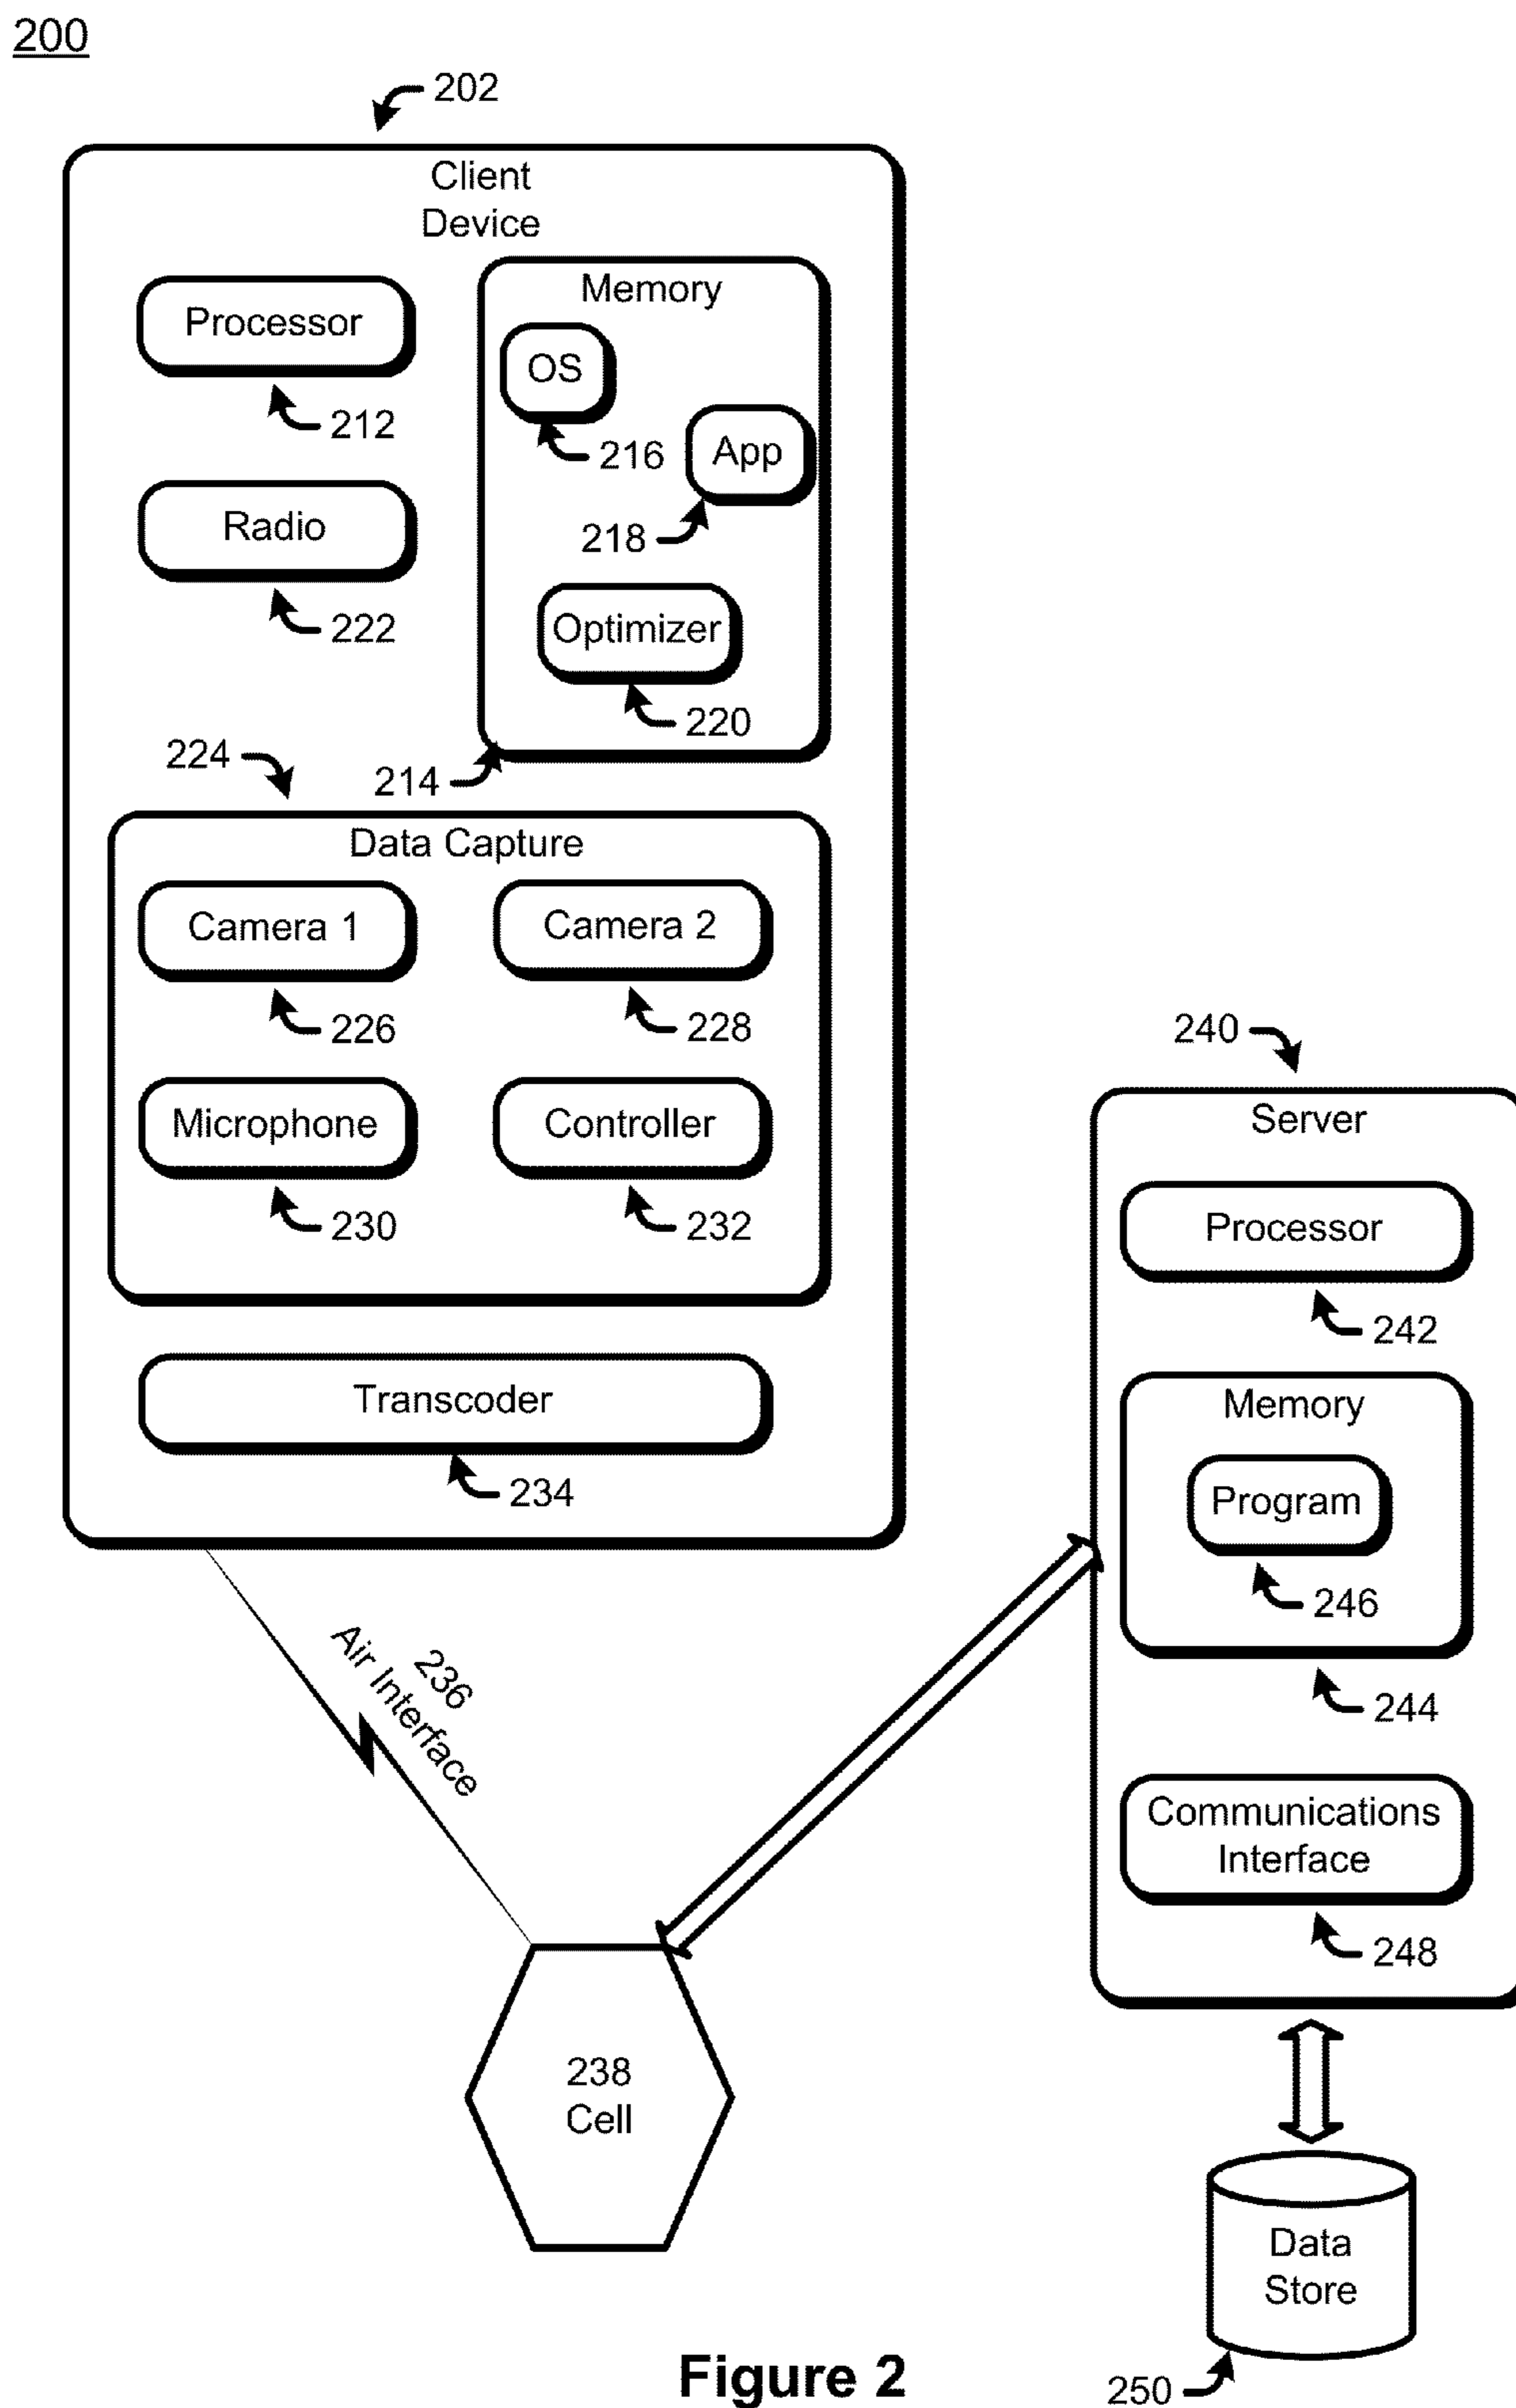 200
202
Client
Device
Processor
212
Memory
OS
216
App
218
Radio
222
Optimizer
220
214
224
Data Capture
Camera 1
226
Camera 2
228
Microphone
230
Controller
232
Transcoder
234
236
Air Interface
238
Cell
240
Server
Processor
242
Memory
Program
246
244
Communications
Interface
248
Data
Store
250
Figure 2